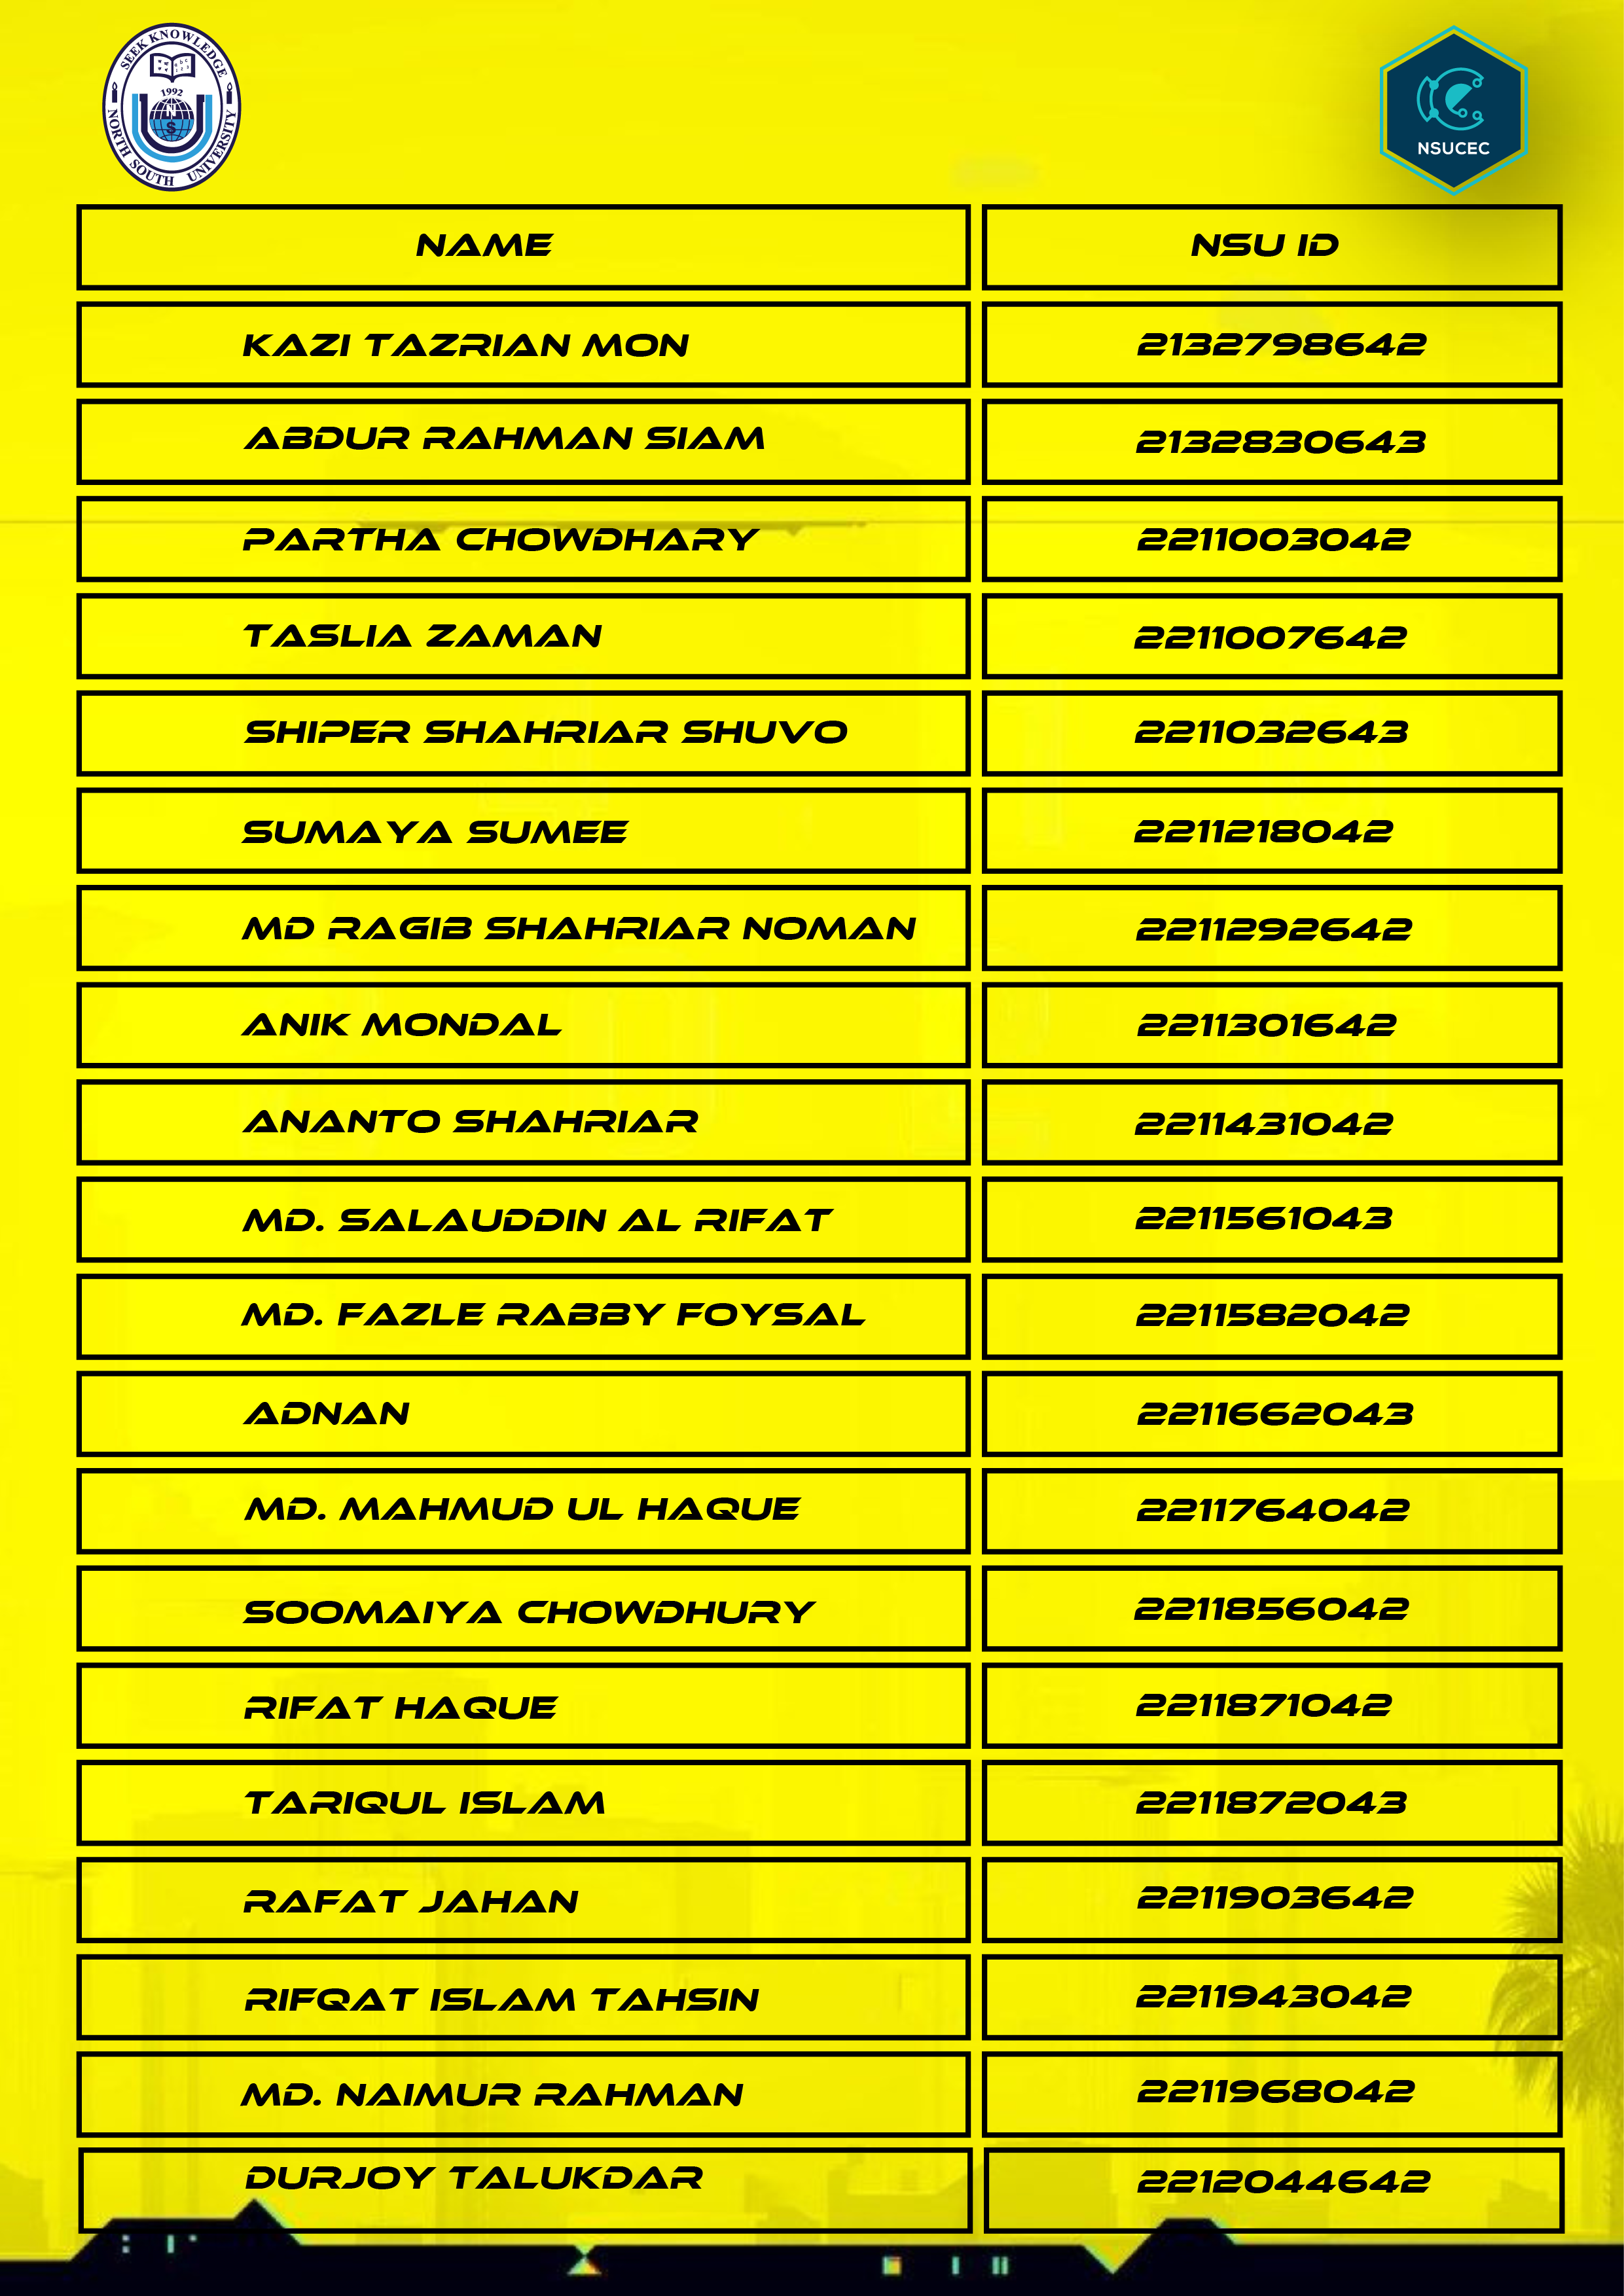 SEEK KNOWLEDGE
1992
N
S
NORTH SOUTH UNIVERSITY
NSUCEC
NAME NSU ID
KAZI TAZRIAN MON 2132798642
ABDUR RAHMAN SIAM 2132830643
PARTHA CHOWDHARY 2211003042
TASLIA ZAMAN 2211007642
SHIPER SHAHRIAR SHUVO 2211032643
SUMAYA SUMEE 2211218042
MD RAGIB SHAHRIAR NOMAN 2211292642
ANIK MONDAL 2211301642
ANANTO SHAHRIAR 2211431042
MD. SALAUDDIN AL RIFAT 2211561043
MD. FAZLE RABBY FOYSAL 2211582042
ADNAN 2211662043
MD. MAHMUD UL HAQUE 2211764042
SOOMAIYA CHOWDHURY 2211856042
RIFAT HAQUE 2211871042
TARIQUL ISLAM 2211872043
RAFAT JAHAN 2211903642
RIFQAT ISLAM TAHSIN 2211943042
MD. NAIMUR RAHMAN 2211968042
DURJOY TALUKDAR 2212044642